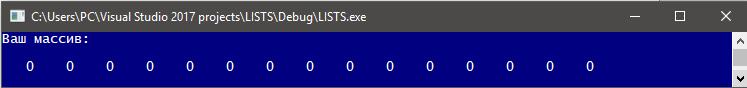 C:\Users\PC\Visual Studio 2017 projects\LISTS\Debug\LISTS.exe
Ваш массив:
0 0 0 0 0 0 0 0 0 0 0 0 0 0 0